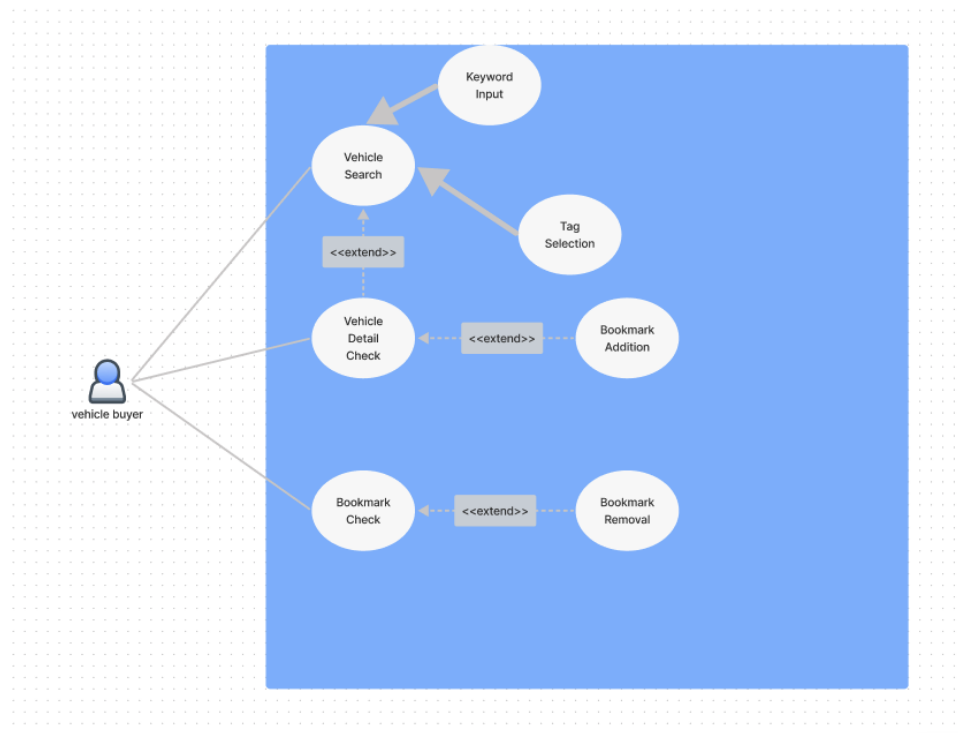 Keyword
Input
Vehicle
Search
Tag
Selection
<<extend>>
Vehicle
Detail
Check
<<extend>>
Bookmark
Addition
vehicle buyer
Bookmark
Check
<<extend>>
Bookmark
Removal